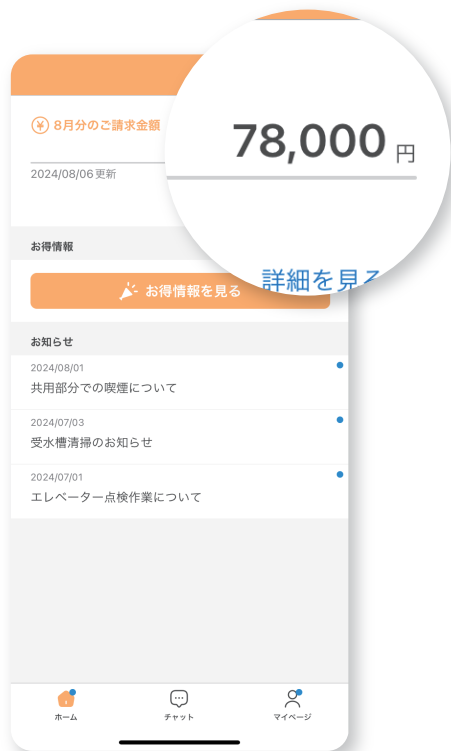 8月分のご請求金額
78,000 円
2024/08/06更新
詳細を見る
お得情報
お得情報を見る
お知らせ
2024/08/01
共用部分での喫煙について
2024/07/03
受水槽清掃のお知らせ
2024/07/01
エレベーター点検作業について
ホーム
チャット
マイページ